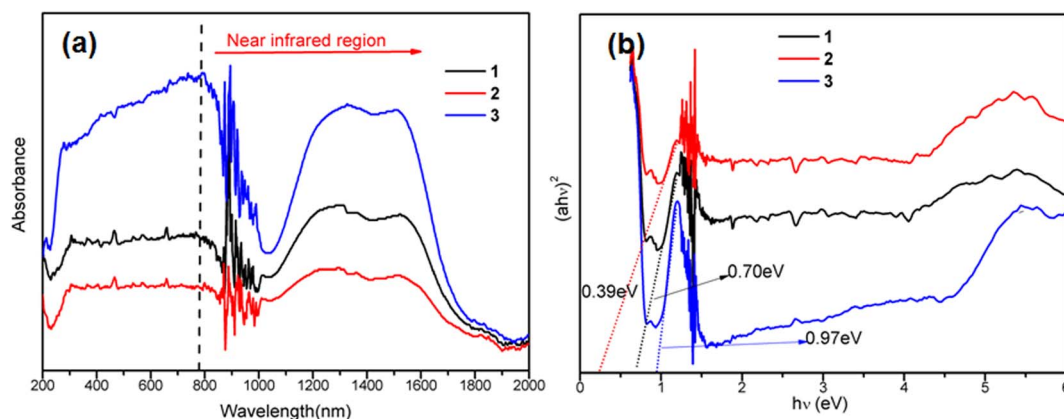 (a)
Near infrared region
1
2
3
Absorbance
200 400 600 800 1000 1200 1400 1600 1800 2000
Wavelength(nm)
(b)
1
2
3
(ahν)²
0.39eV
0.70eV
0.97eV
0 1 2 3 4 5 6
hν (eV)